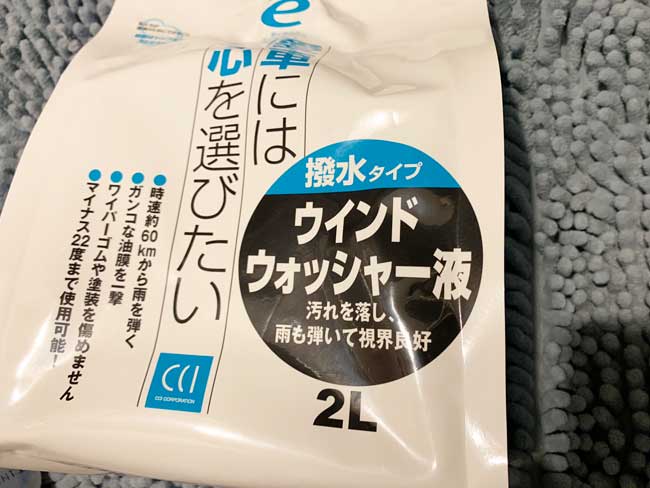 e
車には
心を選びたい
撥水タイプ
ウインド
ウォッシャー液
汚れを落し、
雨も弾いて視界良好
2L
●時速約60kmから雨を弾く
●ガンコな油膜を一撃
●ワイパーゴムや塗装を傷めません
●マイナス22度まで使用可能!
CCI
CCI CORPORATION